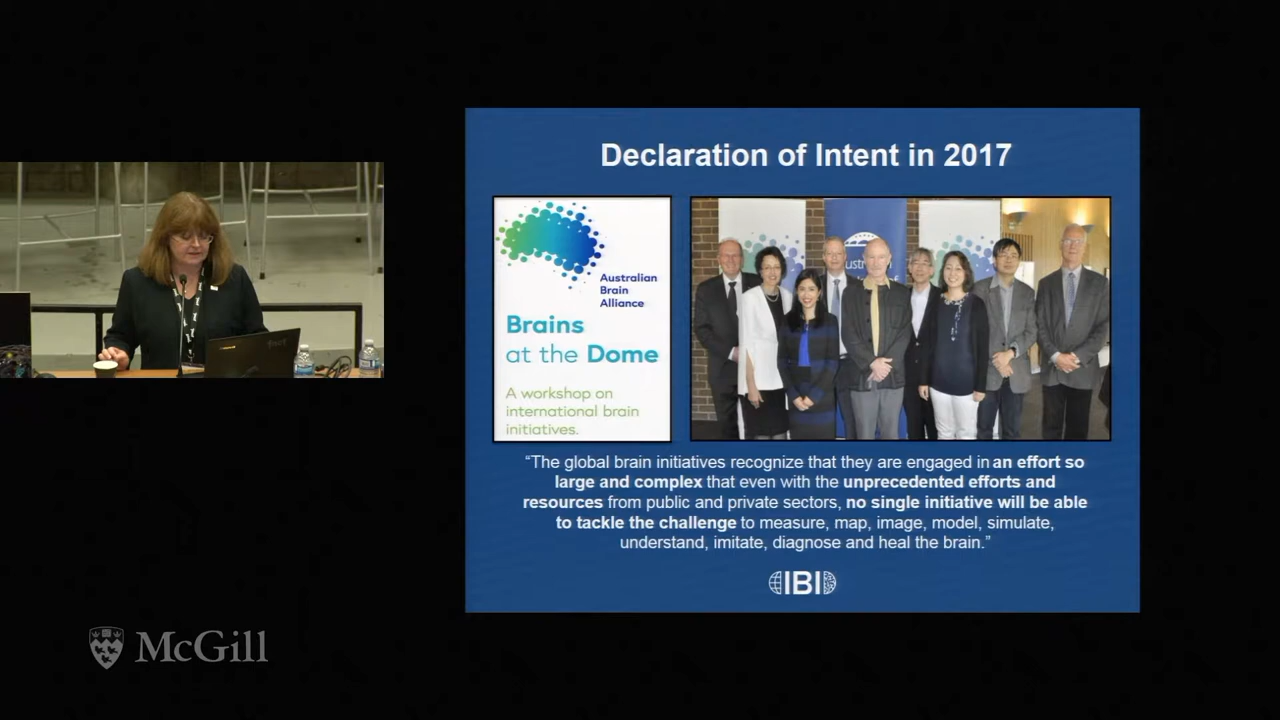 Declaration of Intent in 2017
Australian
Brain
Alliance
Brains
at the Dome
A workshop on
international brain
initiatives.
“The global brain initiatives recognize that they are engaged in an effort so
large and complex that even with the unprecedented efforts and
resources from public and private sectors, no single initiative will be able
to tackle the challenge to measure, map, image, model, simulate,
understand, imitate, diagnose and heal the brain.”
IBI
McGill